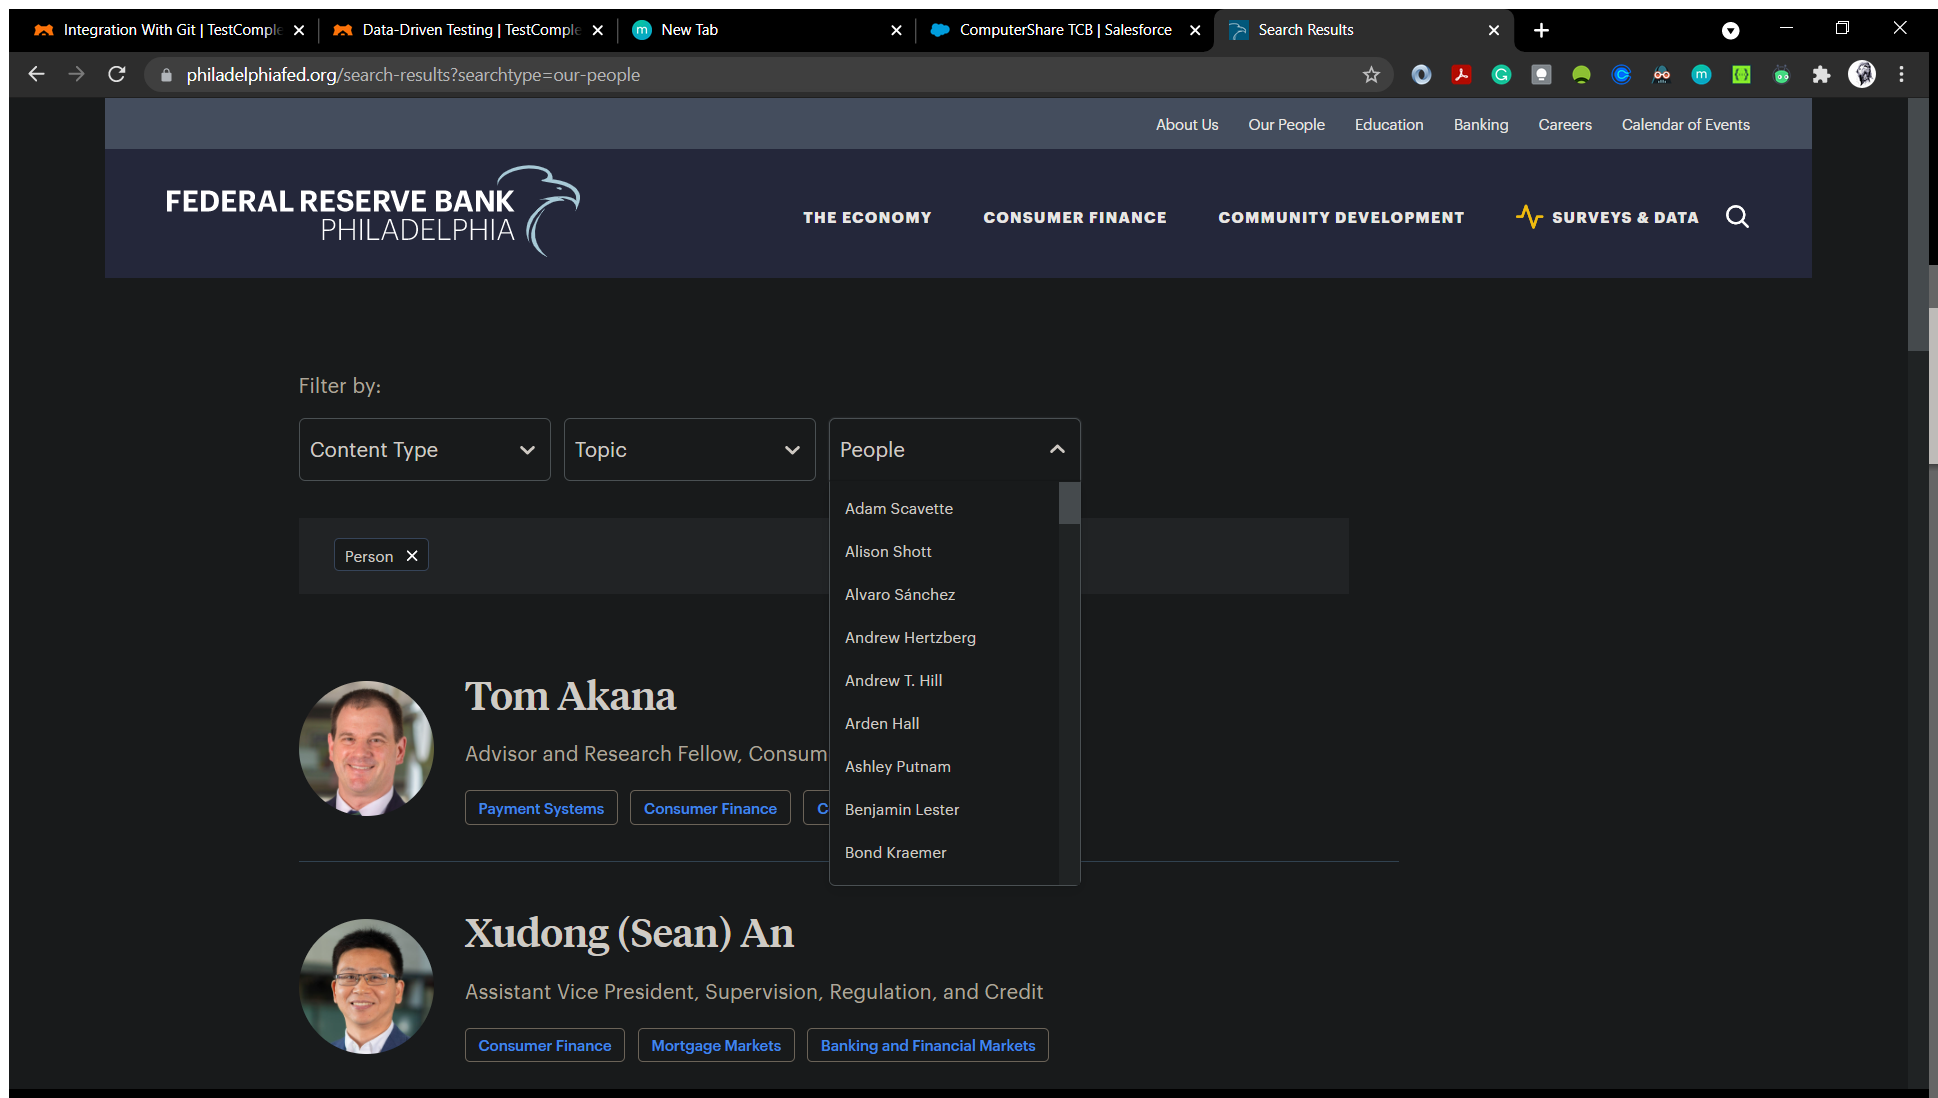 Integration With Git | TestComple
Data-Driven Testing | TestComple
m
New Tab
ComputerShare TCB | Salesforce
Search Results
philadelphiafed.org/search-results?searchtype=our-people
About Us
Our People
Education
Banking
Careers
Calendar of Events
FEDERAL RESERVE BANK
PHILADELPHIA
THE ECONOMY
CONSUMER FINANCE
COMMUNITY DEVELOPMENT
SURVEYS & DATA
Filter by:
Content Type
Topic
People
Adam Scavette
Alison Shott
Alvaro Sánchez
Andrew Hertzberg
Andrew T. Hill
Arden Hall
Ashley Putnam
Benjamin Lester
Bond Kraemer
Person
Tom Akana
Advisor and Research Fellow, Consum
Payment Systems
Consumer Finance
C
Xudong (Sean) An
Assistant Vice President, Supervision, Regulation, and Credit
Consumer Finance
Mortgage Markets
Banking and Financial Markets